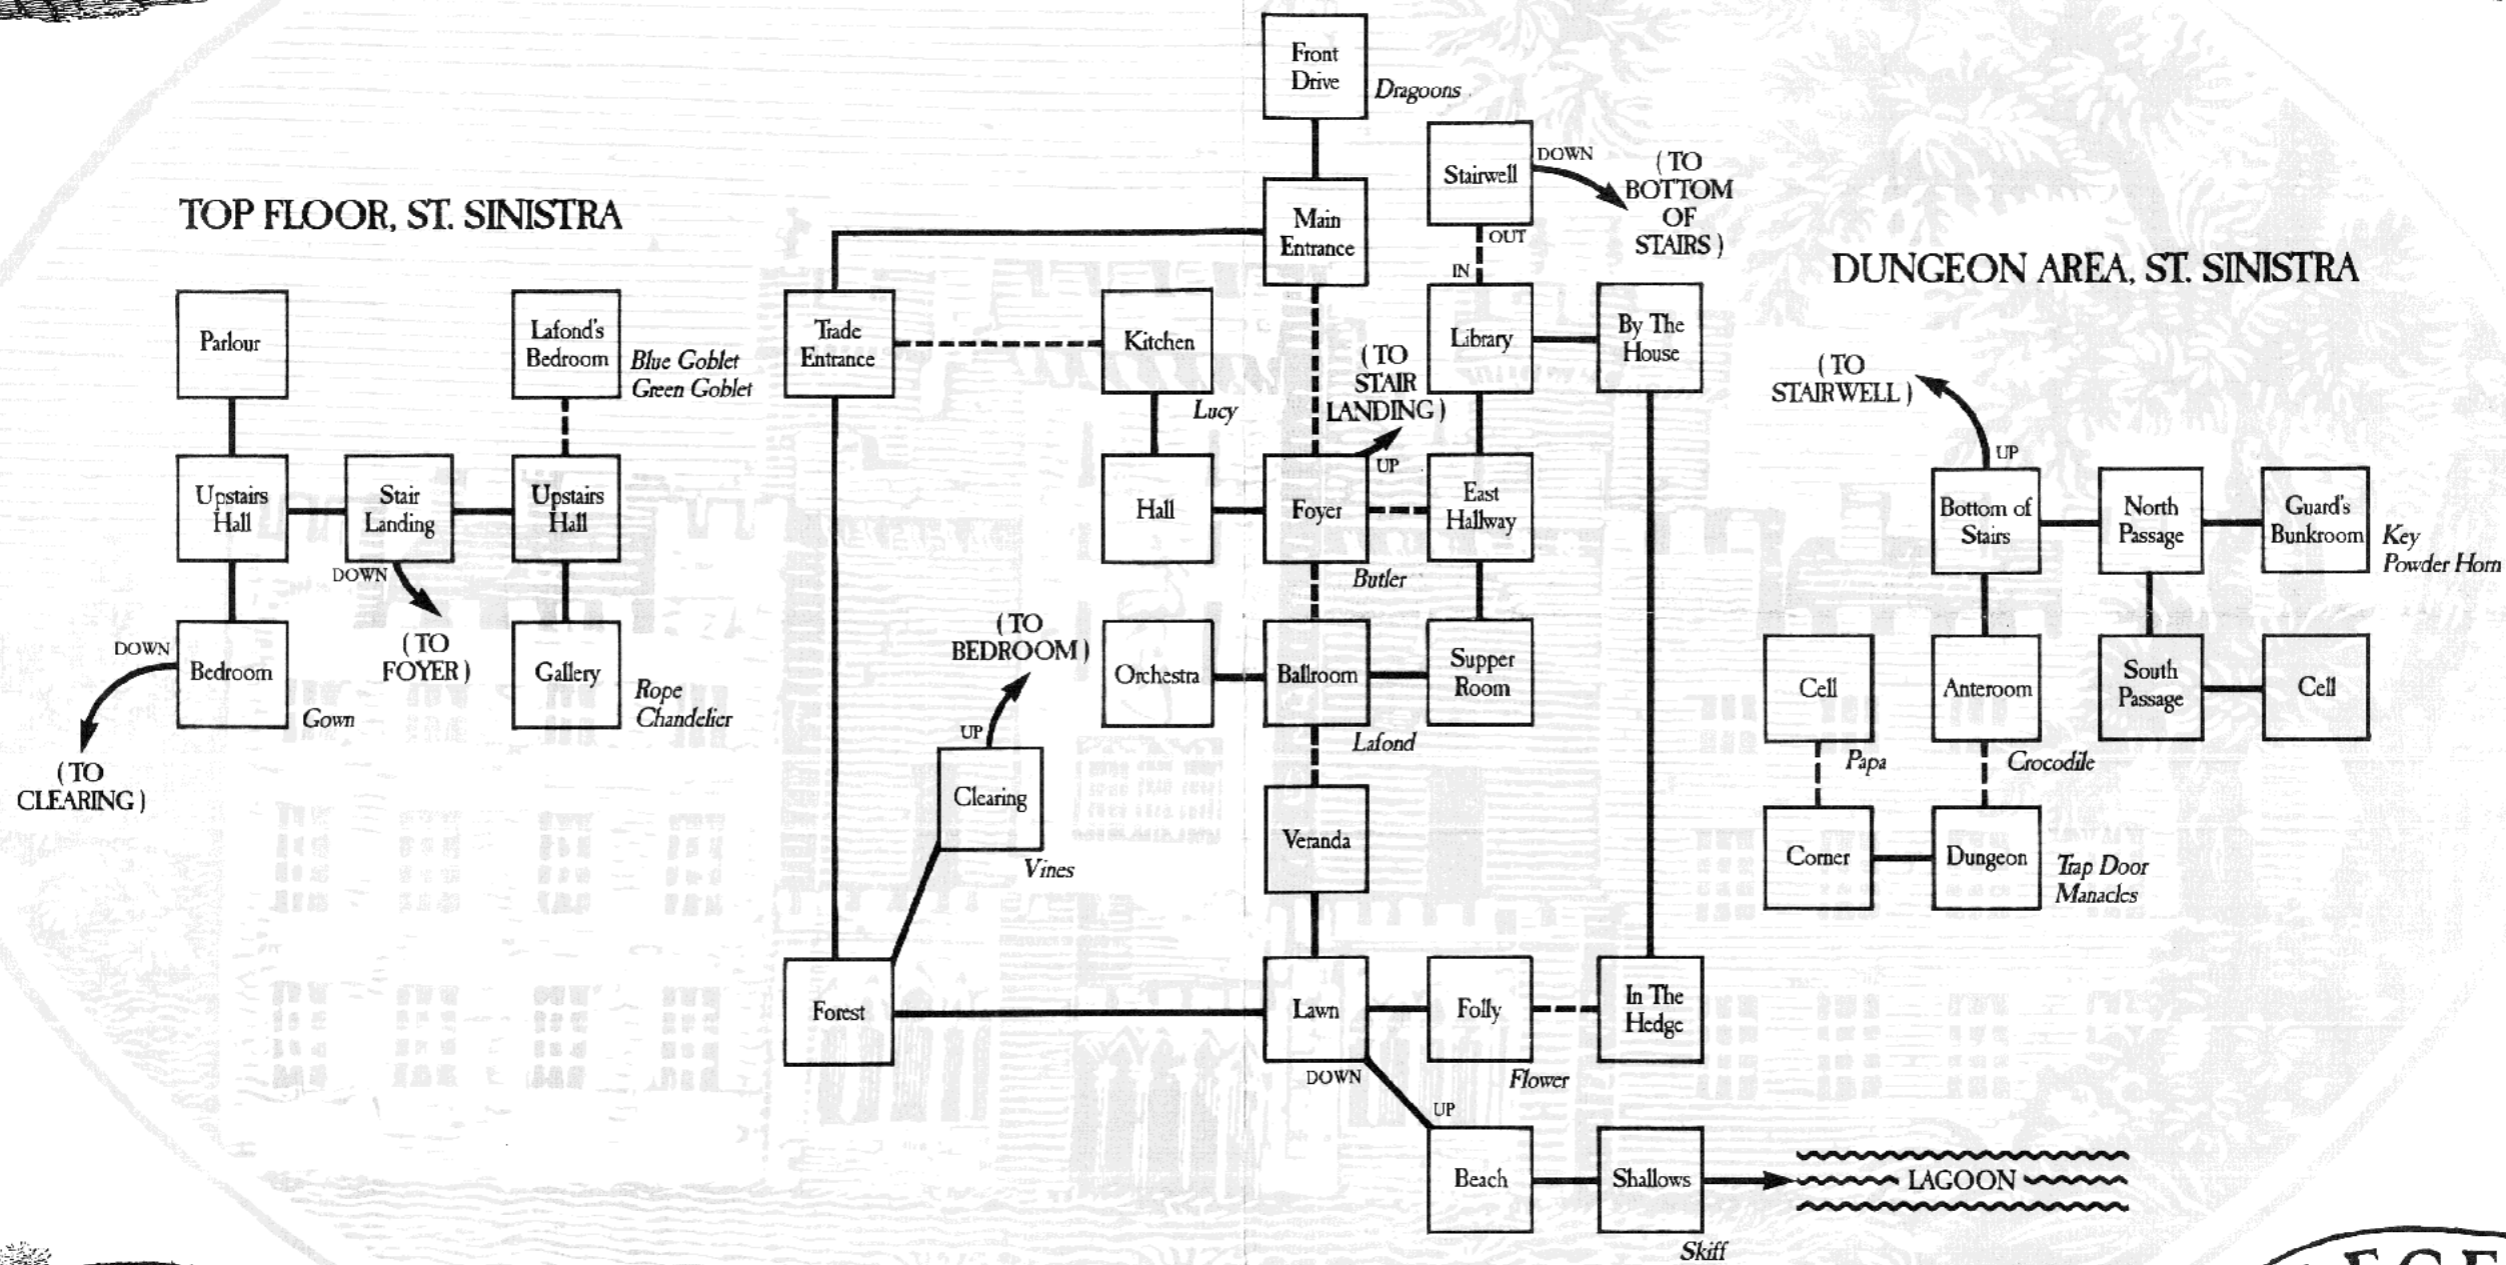 Front
Drive
Dragoons
Stairwell
DOWN
(TO
BOTTOM
OF
STAIRS)
OUT
IN
Main
Entrance
TOP FLOOR, ST. SINISTRA
DUNGEON AREA, ST. SINISTRA
Parlour
Lafond's
Bedroom
Blue Goblet
Green Goblet
Trade
Entrance
Kitchen
Lucy
(TO
STAIR
LANDING)
UP
Library
By The
House
(TO
STAIRWELL)
UP
Upstairs
Hall
Stair
Landing
DOWN
(TO
FOYER)
Upstairs
Hall
Hall
Foyer
Butler
East
Hallway
Bottom of
Stairs
North
Passage
Guard's
Bunkroom
Key
Powder Horn
DOWN
(TO
CLEARING)
Bedroom
Gown
Gallery
Rope
Chandelier
(TO
BEDROOM)
UP
Clearing
Vines
Orchestra
Ballroom
Lafond
Supper
Room
Cell
Papa
Anteroom
Crocodile
South
Passage
Cell
Veranda
Corner
Dungeon
Trap Door
Manacles
Forest
Lawn
DOWN
Folly
Flower
In The
Hedge
UP
Beach
Shallows
Skiff
LAGOON